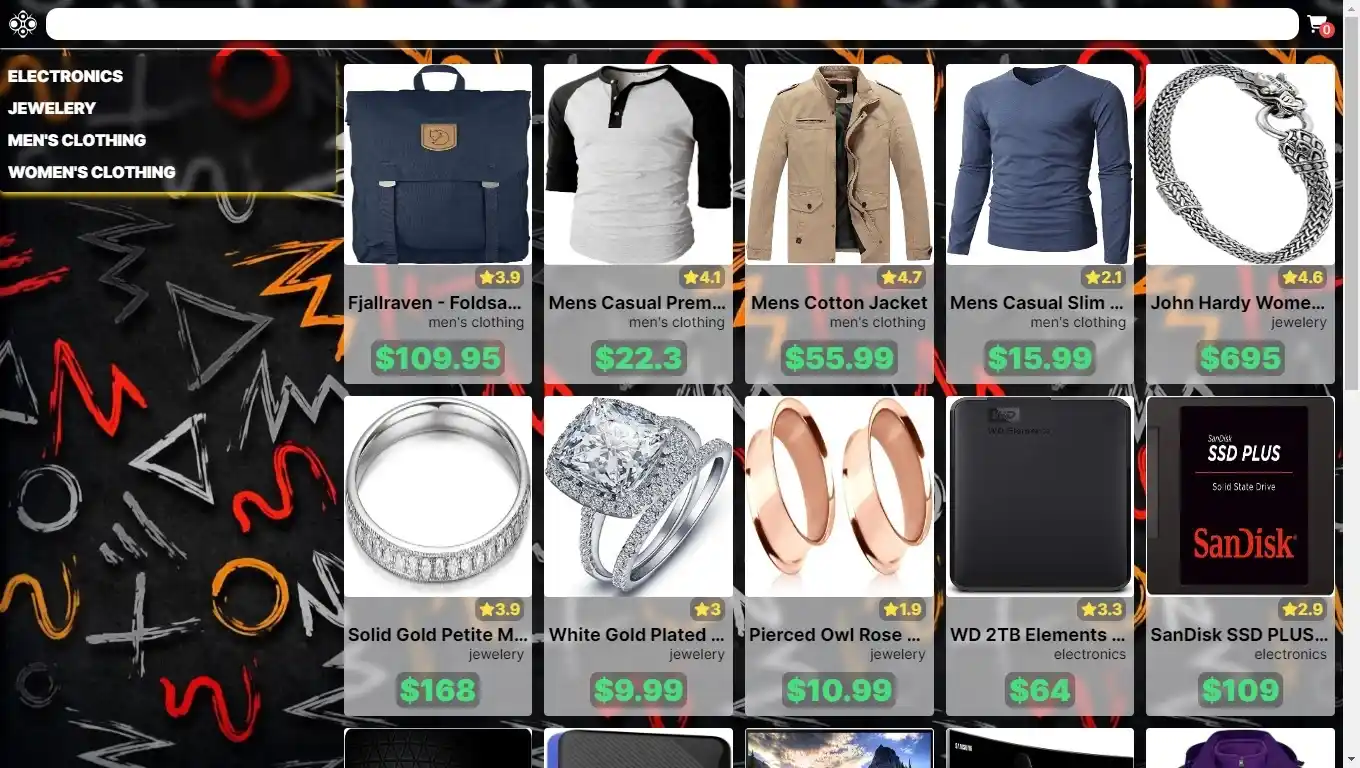 0
ELECTRONICS
JEWELERY
MEN'S CLOTHING
WOMEN'S CLOTHING
3.9
Fjallraven - Foldsa...
men's clothing
$109.95
4.1
Mens Casual Prem...
men's clothing
$22.3
4.7
Mens Cotton Jacket
men's clothing
$55.99
2.1
Mens Casual Slim ...
men's clothing
$15.99
4.6
John Hardy Wome...
jewelery
$695
3.9
Solid Gold Petite M...
jewelery
$168
3
White Gold Plated ...
jewelery
$9.99
1.9
Pierced Owl Rose ...
jewelery
$10.99
WD
WD Elements
3.3
WD 2TB Elements ...
electronics
$64
SanDisk
SSD PLUS
Solid State Drive
SanDisk
2.9
SanDisk SSD PLUS...
electronics
$109
SAMSUNG